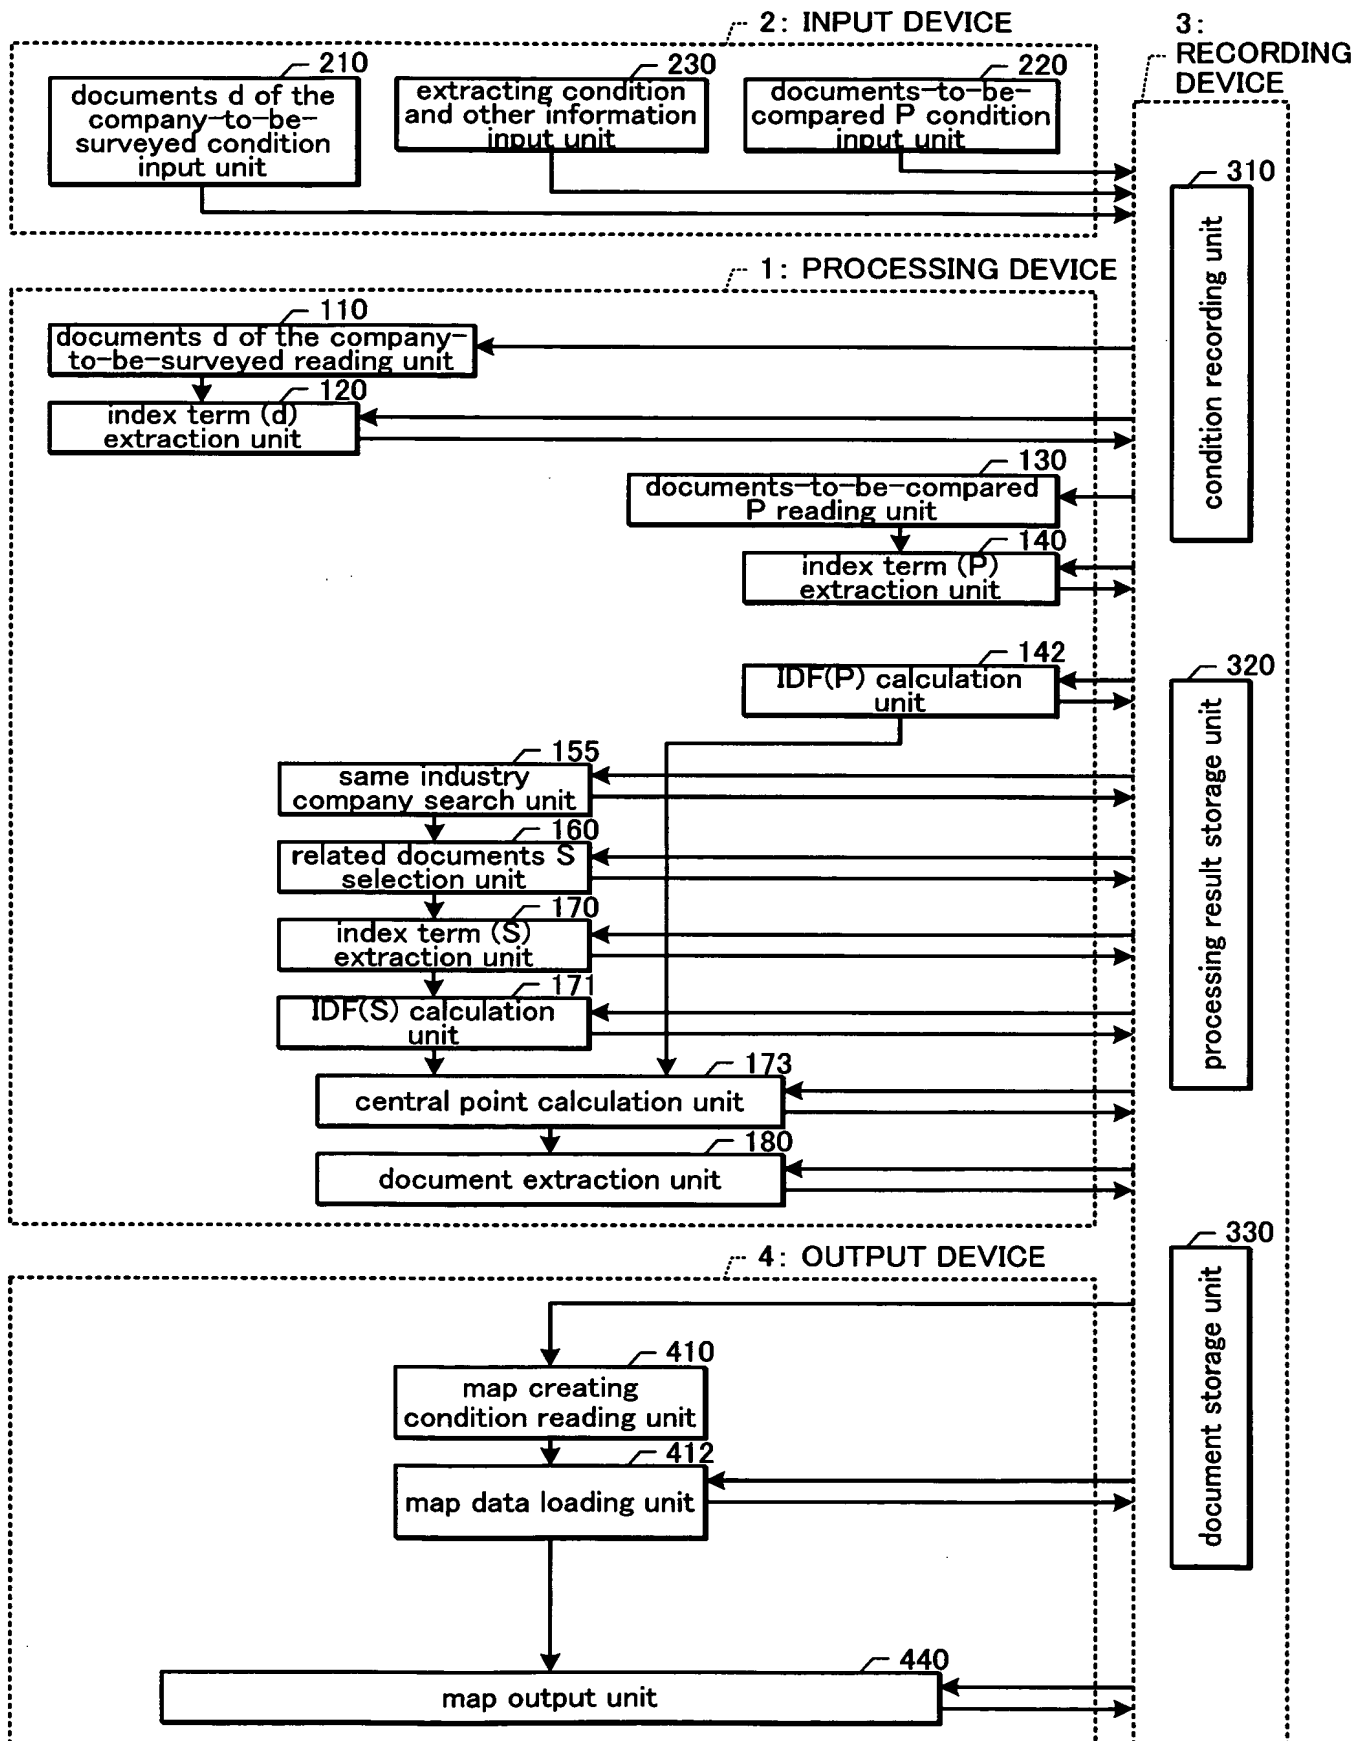 2: INPUT DEVICE
3:
RECORDING
DEVICE
210
documents d of the
company-to-be-
surveyed condition
input unit
230
extracting condition
and other information
input unit
220
documents-to-be-
compared P condition
input unit
310
condition recording unit
1: PROCESSING DEVICE
110
documents d of the company-
to-be-surveyed reading unit
120
index term (d)
extraction unit
130
documents-to-be-compared
P reading unit
140
index term (P)
extraction unit
142
IDF(P) calculation
unit
320
processing result storage unit
155
same industry
company search unit
160
related documents S
selection unit
170
index term (S)
extraction unit
171
IDF(S) calculation
unit
173
central point calculation unit
180
document extraction unit
4: OUTPUT DEVICE
330
document storage unit
410
map creating
condition reading unit
412
map data loading unit
440
map output unit